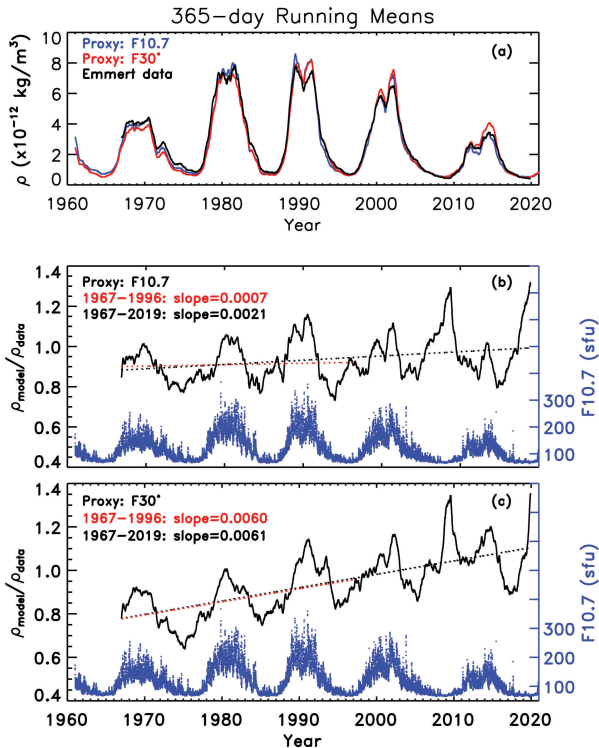 365-day Running Means
Proxy: F10.7
Proxy: F30*
Emmert data
(a)
10
8
6
4
2
0
ρ (x10⁻¹² kg/m³)
1960 1970 1980 1990 2000 2010 2020
Year
Proxy: F10.7
1967-1996: slope=0.0007
1967-2019: slope=0.0021
(b)
1.4
1.2
1.0
0.8
0.6
0.4
ρmodel/ρdata
300
200
100
F10.7 (sfu)
Proxy: F30*
1967-1996: slope=0.0060
1967-2019: slope=0.0061
(c)
1.4
1.2
1.0
0.8
0.6
0.4
ρmodel/ρdata
300
200
100
F10.7 (sfu)
1960 1970 1980 1990 2000 2010 2020
Year